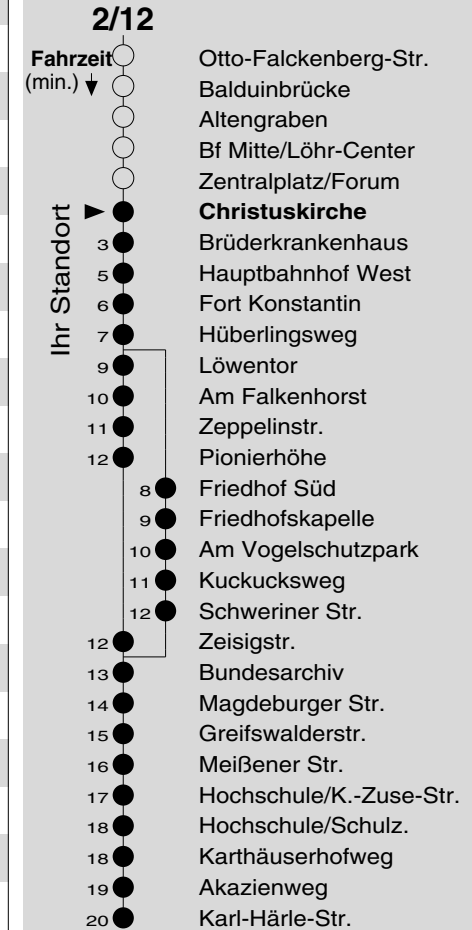 2/12
Fahrzeit Otto-Falckenberg-Str.
(min.) Balduinbrücke
Altengraben
Bf Mitte/Löhr-Center
Zentralplatz/Forum
Ihr Standort
Christuskirche
3 Brüderkrankenhaus
5 Hauptbahnhof West
6 Fort Konstantin
7 Hüberlingsweg
9 Löwentor
10 Am Falkenhorst
11 Zeppelinstr.
12 Pionierhöhe
8 Friedhof Süd
9 Friedhofskapelle
10 Am Vogelschutzpark
11 Kuckucksweg
12 Schweriner Str.
12 Zeisigstr.
13 Bundesarchiv
14 Magdeburger Str.
15 Greifswalderstr.
16 Meißener Str.
17 Hochschule/K.-Zuse-Str.
18 Hochschule/Schulz.
18 Karthäuserhofweg
19 Akazienweg
20 Karl-Härle-Str.